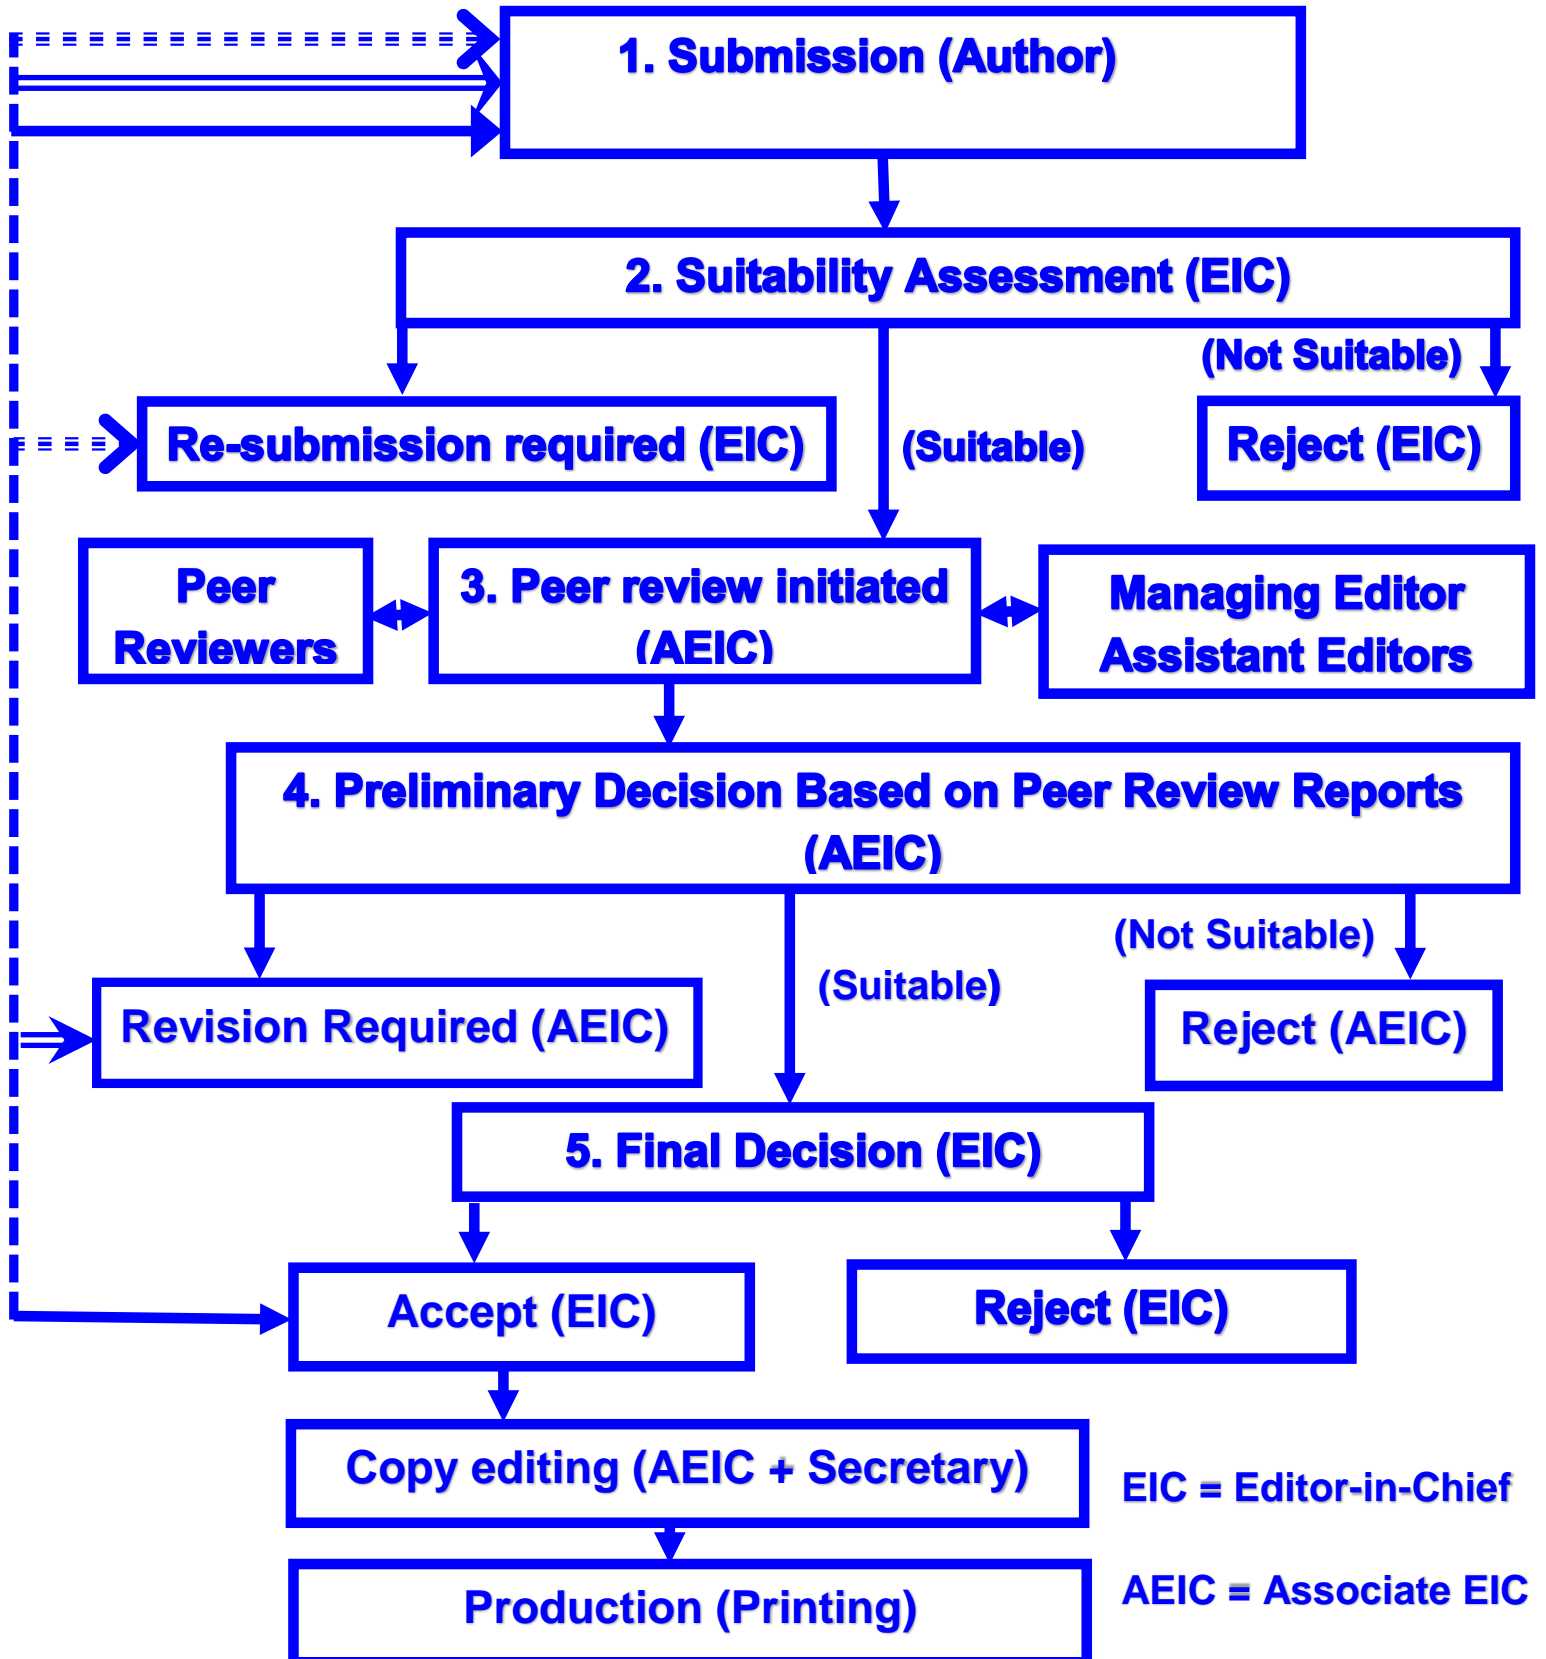 1. Submission (Author)
2. Suitability Assessment (EIC)
(Not Suitable)
Re-submission required (EIC)
(Suitable)
Reject (EIC)
Peer
Reviewers
3. Peer review initiated
(AEIC)
Managing Editor
Assistant Editors
4. Preliminary Decision Based on Peer Review Reports
(AEIC)
(Not Suitable)
(Suitable)
Revision Required (AEIC)
Reject (AEIC)
5. Final Decision (EIC)
Accept (EIC)
Reject (EIC)
Copy editing (AEIC + Secretary)
EIC = Editor-in-Chief
Production (Printing)
AEIC = Associate EIC